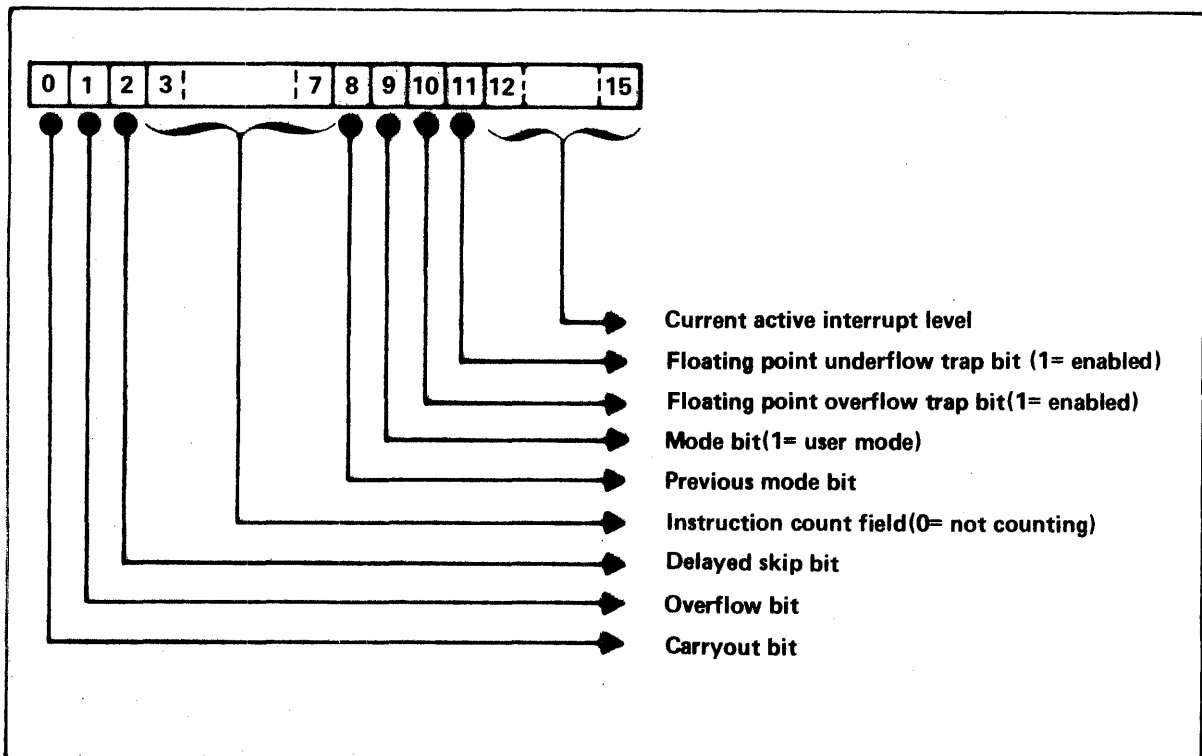 0 1 2 3 7 8 9 10 11 12 15
Current active interrupt level
Floating point underflow trap bit (1= enabled)
Floating point overflow trap bit(1= enabled)
Mode bit(1= user mode)
Previous mode bit
Instruction count field(0= not counting)
Delayed skip bit
Overflow bit
Carryout bit